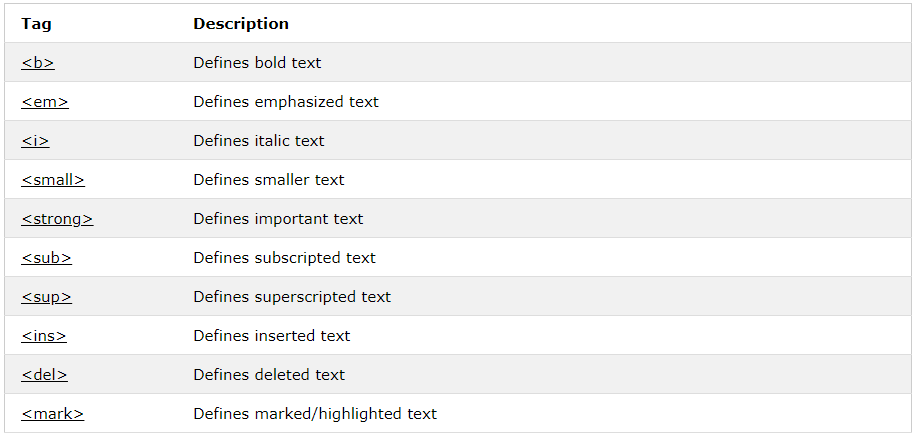 Tag Description
<b> Defines bold text
<em> Defines emphasized text
<i> Defines italic text
<small> Defines smaller text
<strong> Defines important text
<sub> Defines subscripted text
<sup> Defines superscripted text
<ins> Defines inserted text
<del> Defines deleted text
<mark> Defines marked/highlighted text